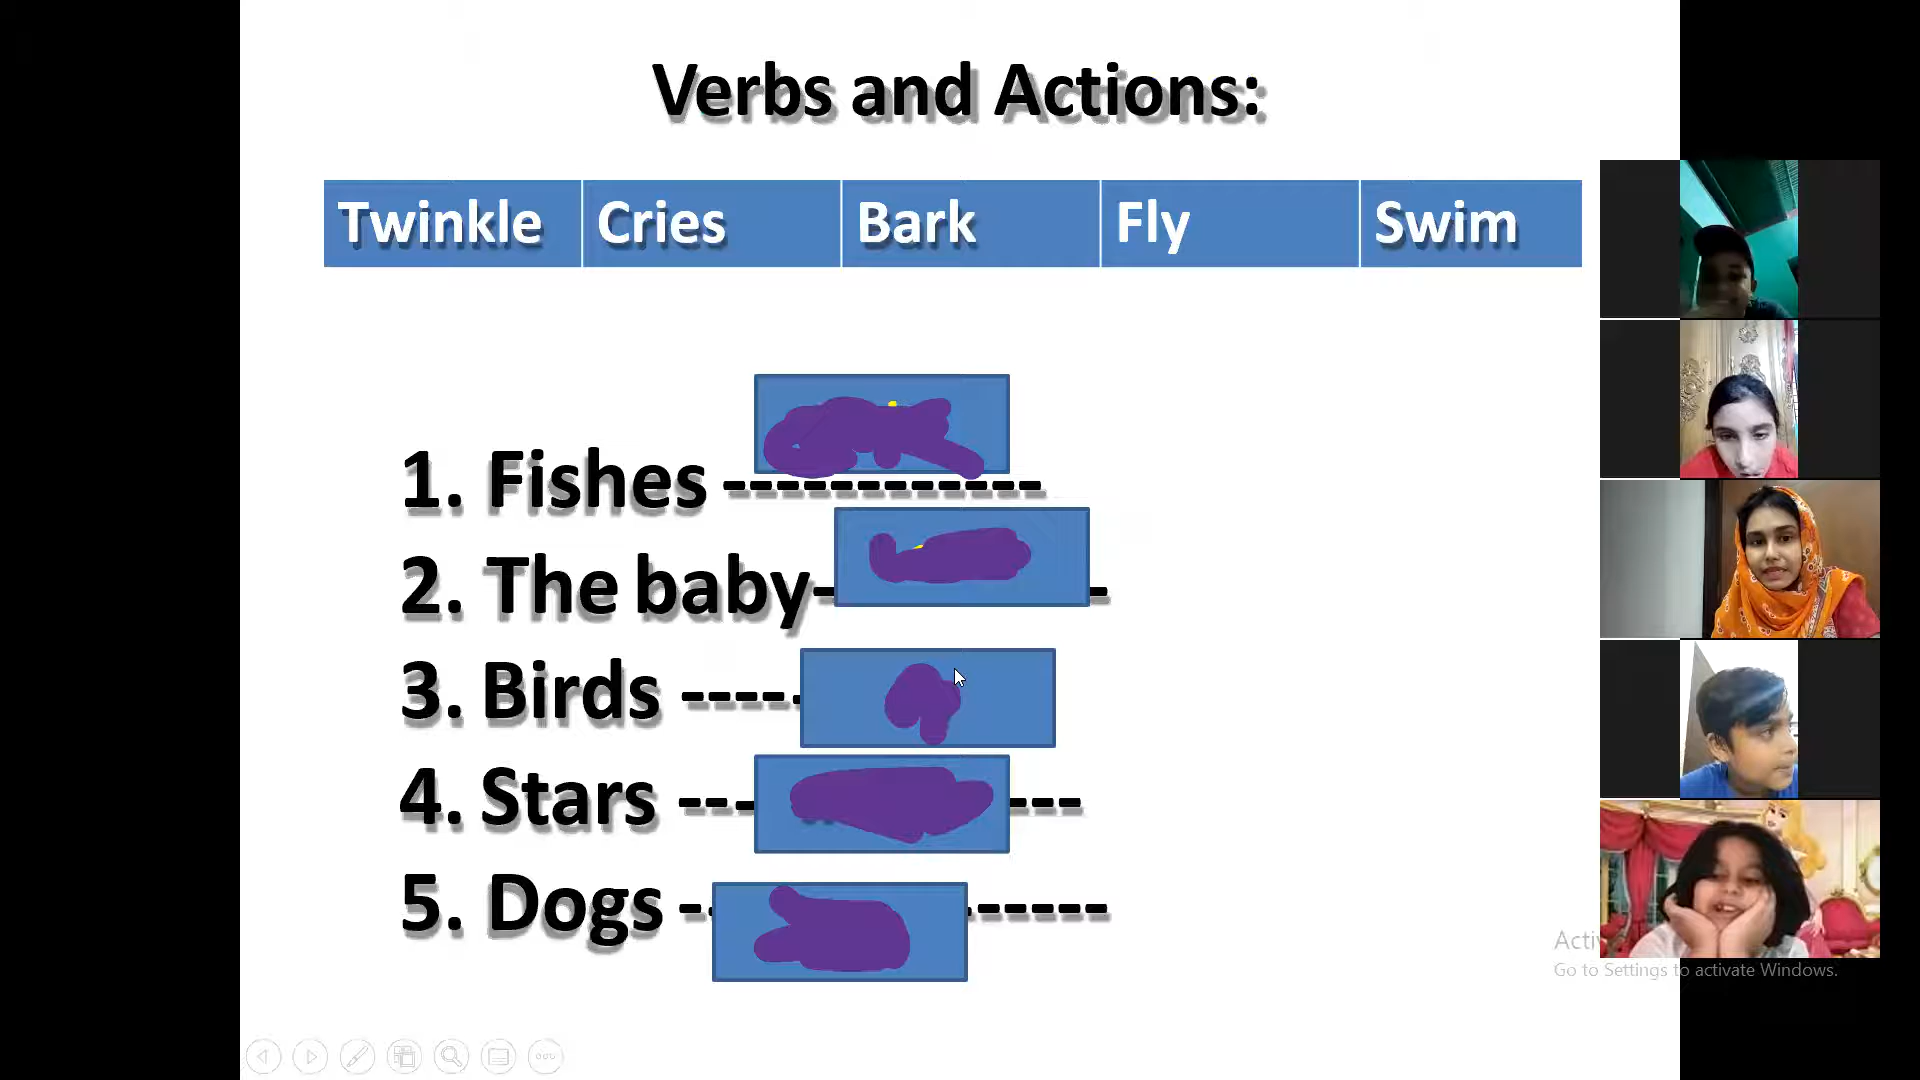 Verbs and Actions:
Twinkle Cries Bark Fly Swim
1. Fishes -------------
2. The baby- -
3. Birds -----
4. Stars --- ---
5. Dogs - -----
Go to Settings to activate Windows.